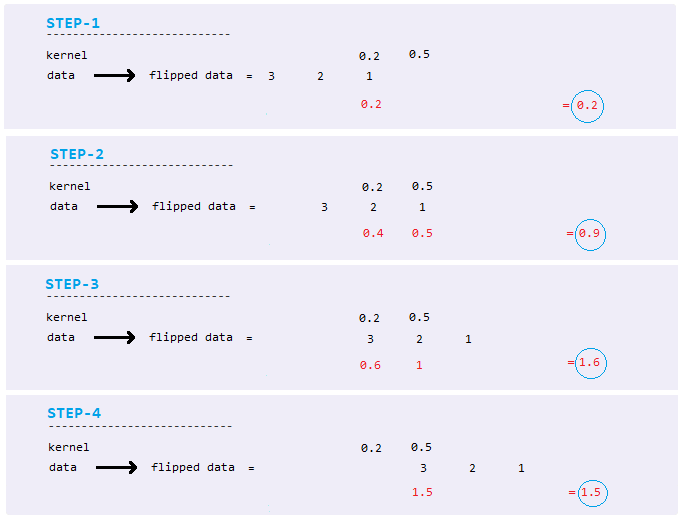 STEP-1
---------------------------
kernel 0.2 0.5
data flipped data = 3 2 1
0.2 = 0.2
STEP-2
---------------------------
kernel 0.2 0.5
data flipped data = 3 2 1
0.4 0.5 = 0.9
STEP-3
---------------------------
kernel 0.2 0.5
data flipped data = 3 2 1
0.6 1 = 1.6
STEP-4
---------------------------
kernel 0.2 0.5
data flipped data = 3 2 1
1.5 = 1.5